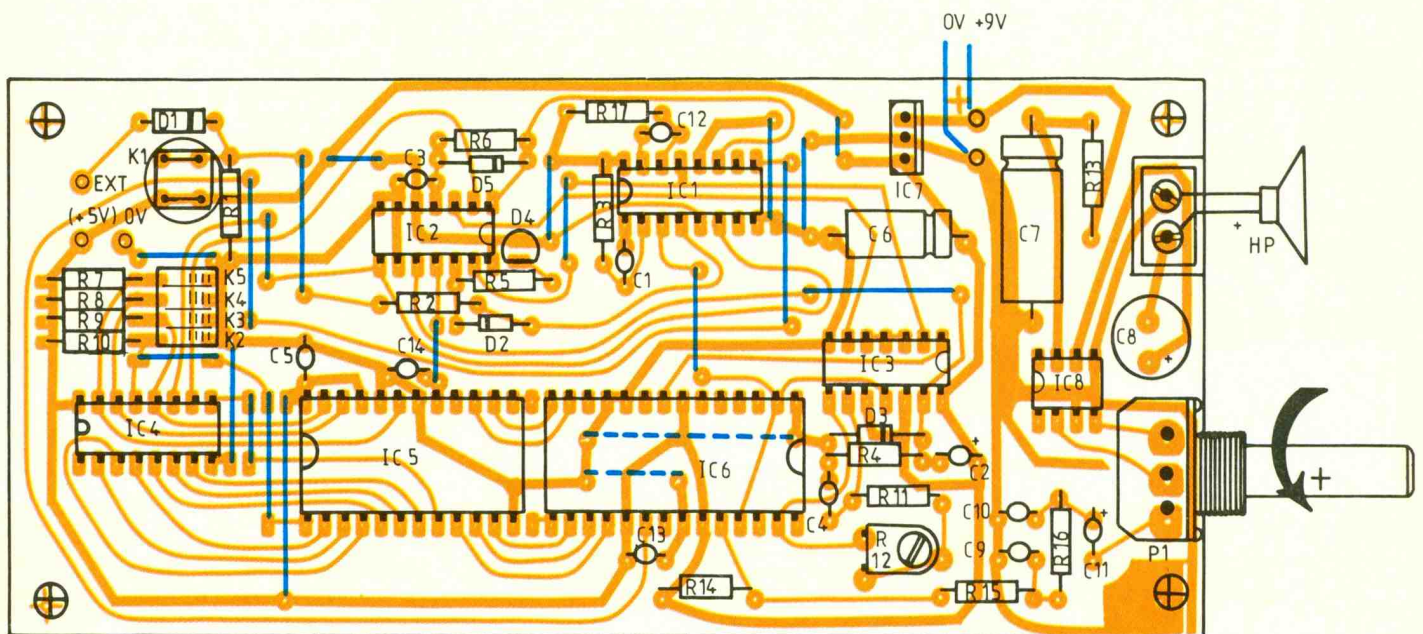 0V +9V
D1
R17
C12
R6
K1
C3
D5
IC7
R13
EXT
R1
R3
IC1
(+5V) 0V
IC2
D4
C6
C7
+ HP
K5
R5
C1
R7
K4
R8
R2
R9
K3
R10
K2
D2
C8
+
C5
C14
IC3
IC8
IC4
D3
IC5
IC6
R4
+
C2
+
R11
C4
C10
+
C13
R
12
C9
R16
C11
P1
R14
R15